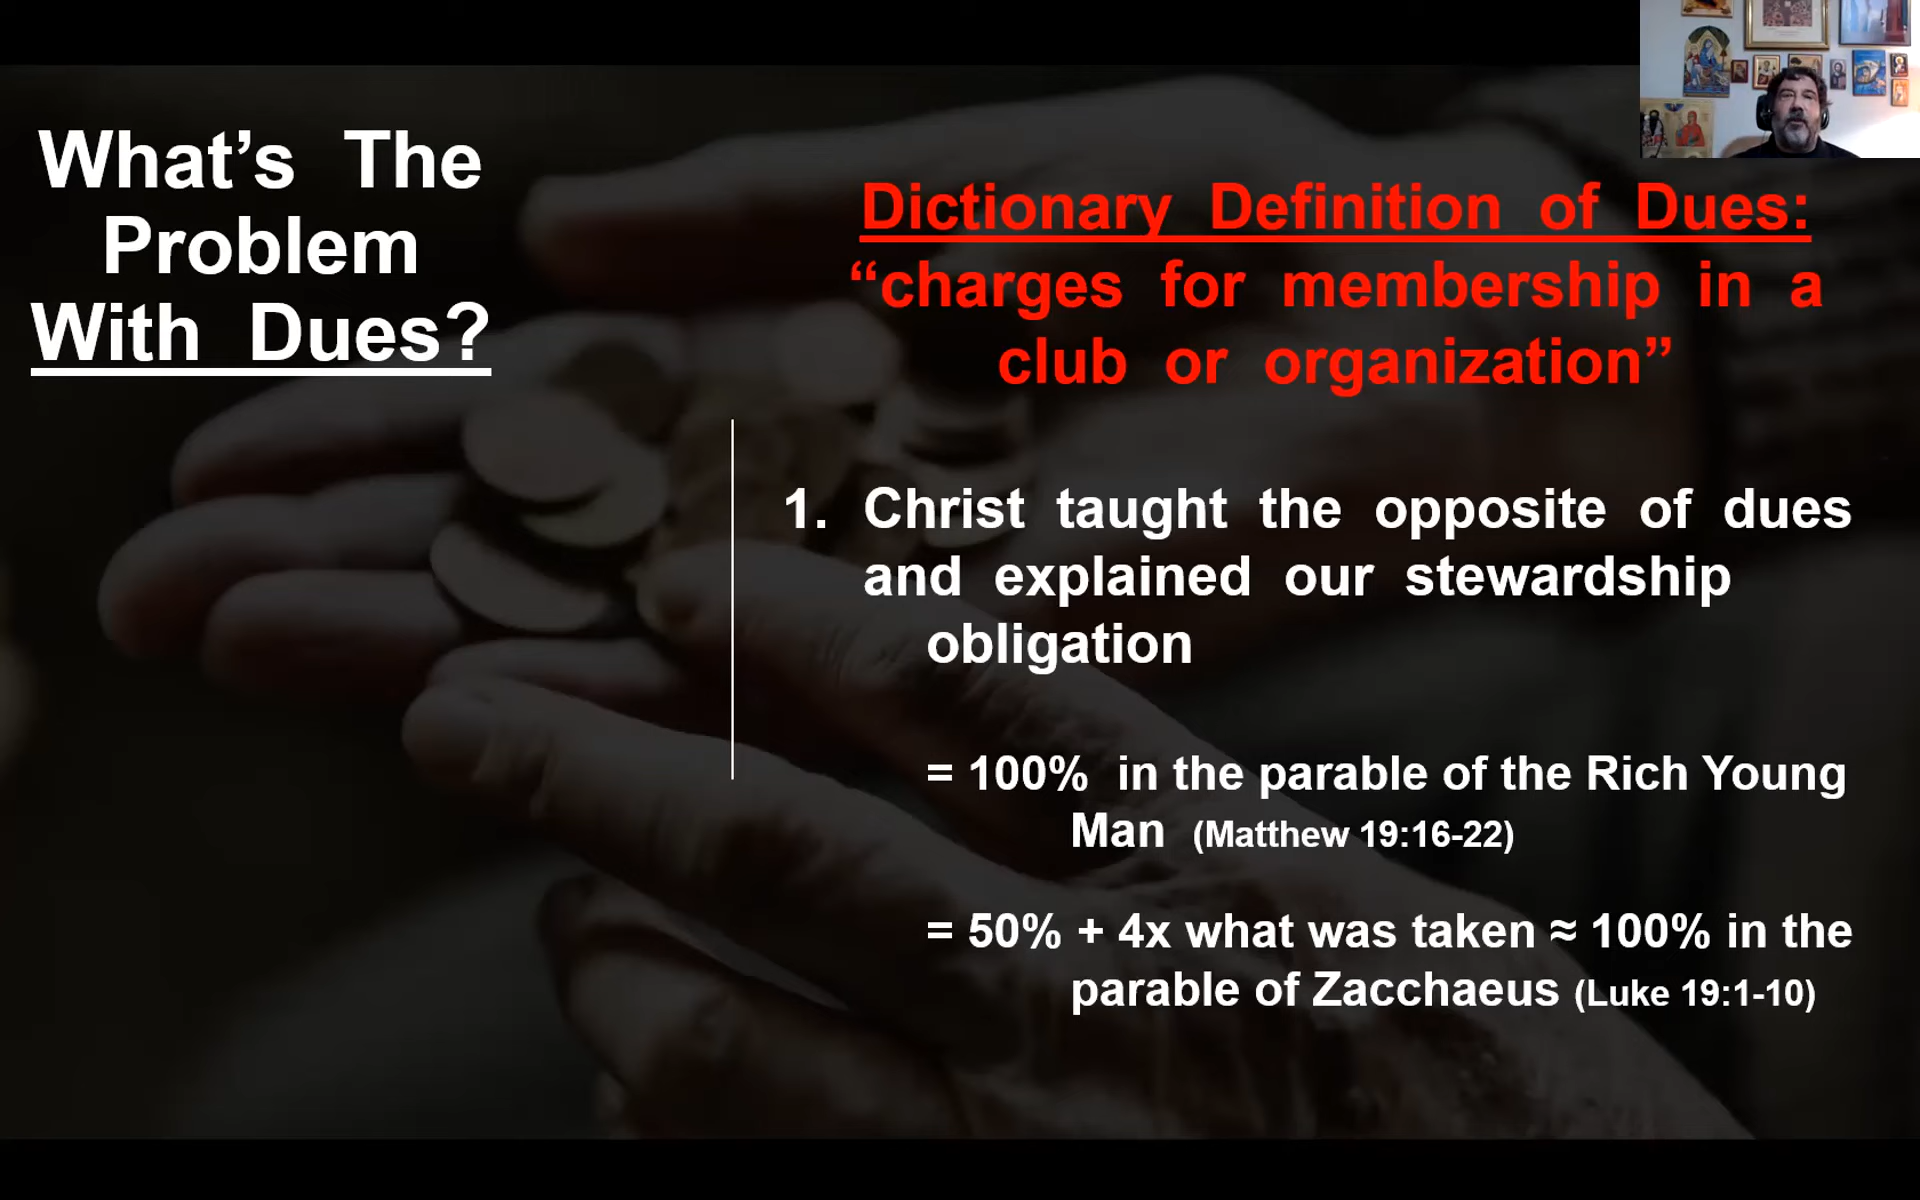 What's The
Problem
With Dues?
Dictionary Definition of Dues:
“charges for membership in a
club or organization”
1. Christ taught the opposite of dues
and explained our stewardship
obligation
= 100% in the parable of the Rich Young
Man (Matthew 19:16-22)
= 50% + 4x what was taken ≈ 100% in the
parable of Zacchaeus (Luke 19:1-10)